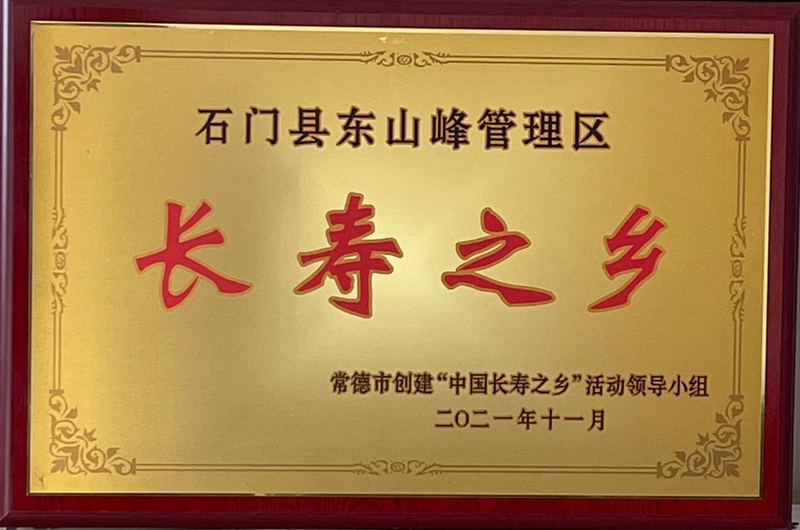 石门县东山峰管理区
长寿之乡
常德市创建“中国长寿之乡”活动领导小组
二〇二一年十一月